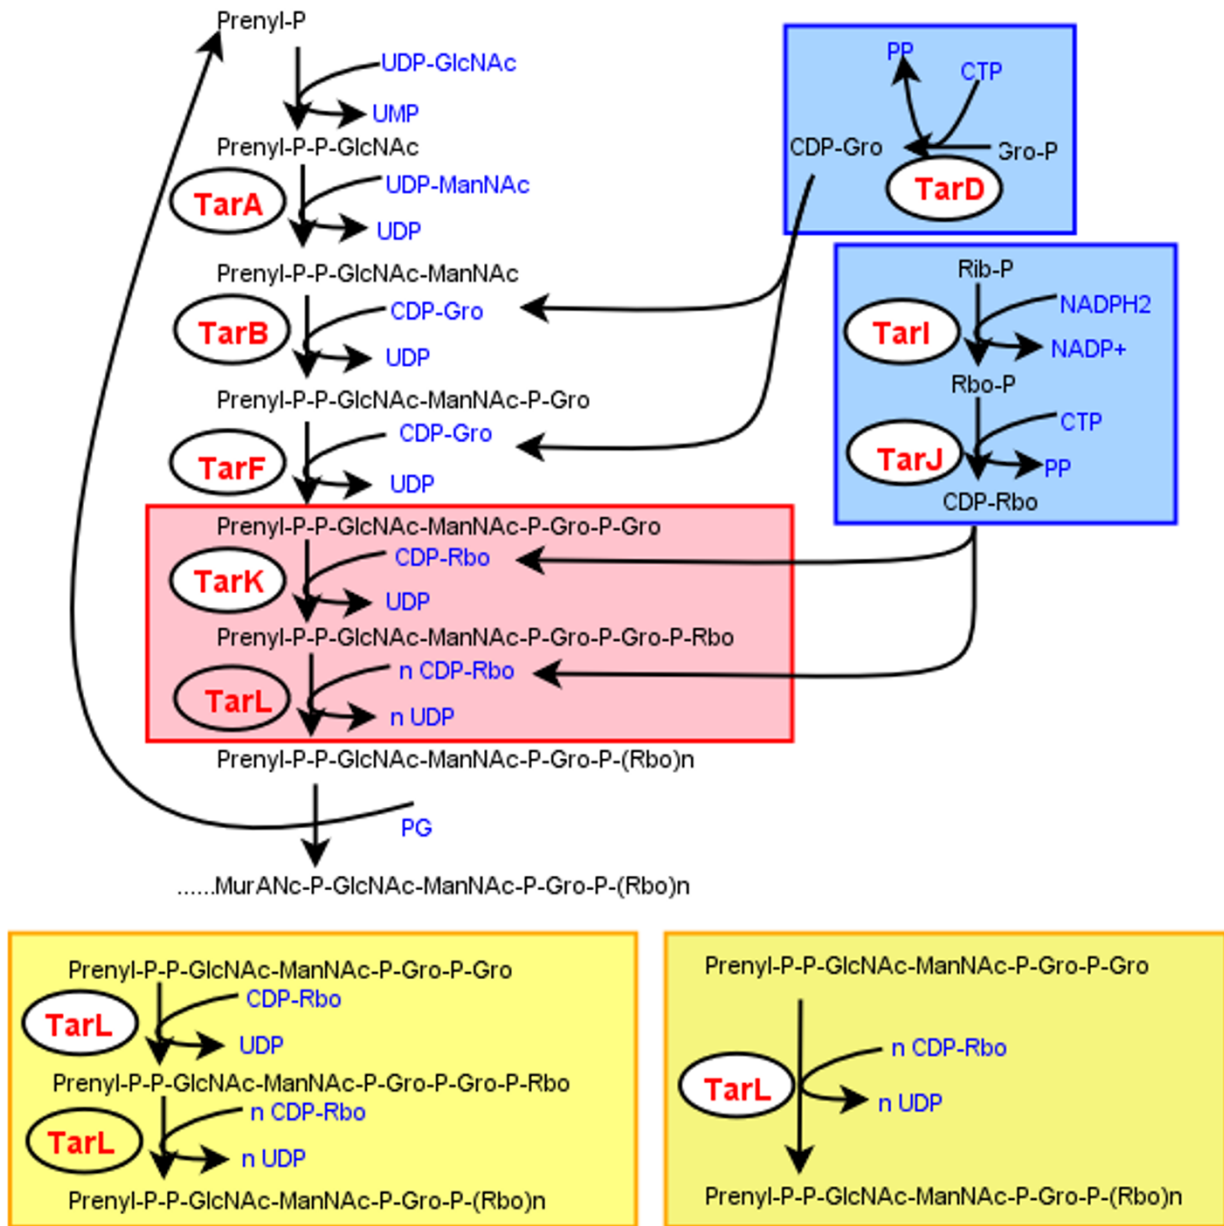 Prenyl-P
UDP-GlcNAc
UMP
Prenyl-P-P-GlcNAc
TarA
UDP-ManNAc
UDP
Prenyl-P-P-GlcNAc-ManNAc
TarB
CDP-Gro
UDP
Prenyl-P-P-GlcNAc-ManNAc-P-Gro
TarF
CDP-Gro
UDP
Prenyl-P-P-GlcNAc-ManNAc-P-Gro-P-Gro
TarK
CDP-Rbo
UDP
Prenyl-P-P-GlcNAc-ManNAc-P-Gro-P-Gro-P-Rbo
TarL
n CDP-Rbo
n UDP
Prenyl-P-P-GlcNAc-ManNAc-P-Gro-P-(Rbo)n
PG
......MurANc-P-GlcNAc-ManNAc-P-Gro-P-(Rbo)n
PP
CTP
CDP-Gro
Gro-P
TarD
Rib-P
TarI
NADPH2
NADP+
Rbo-P
TarJ
CTP
PP
CDP-Rbo
Prenyl-P-P-GlcNAc-ManNAc-P-Gro-P-Gro
TarL
CDP-Rbo
UDP
Prenyl-P-P-GlcNAc-ManNAc-P-Gro-P-Gro-P-Rbo
TarL
n CDP-Rbo
n UDP
Prenyl-P-P-GlcNAc-ManNAc-P-Gro-P-(Rbo)n
Prenyl-P-P-GlcNAc-ManNAc-P-Gro-P-Gro
TarL
n CDP-Rbo
n UDP
Prenyl-P-P-GlcNAc-ManNAc-P-Gro-P-(Rbo)n